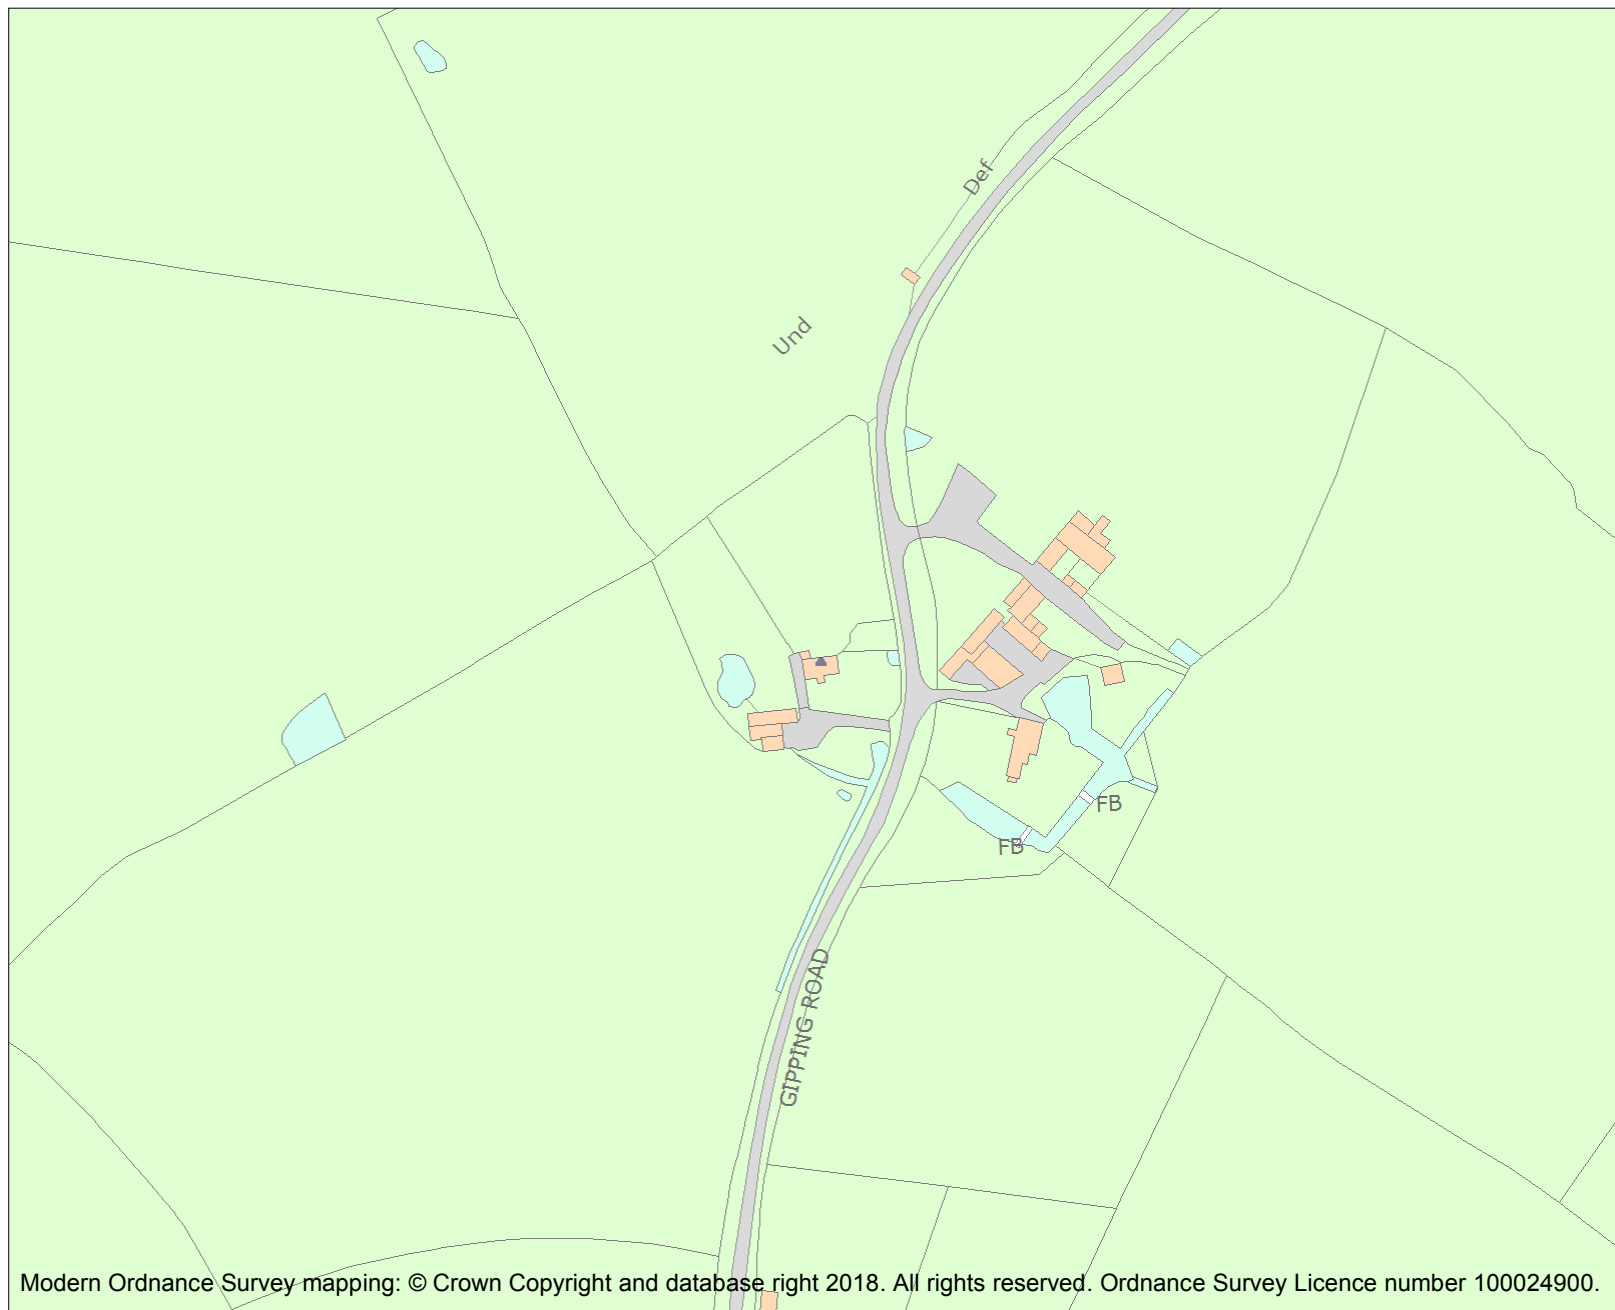 Def
Und
FB
FB
GIPPING ROAD
Modern Ordnance Survey mapping: © Crown Copyright and database right 2018. All rights reserved. Ordnance Survey Licence number 100024900.